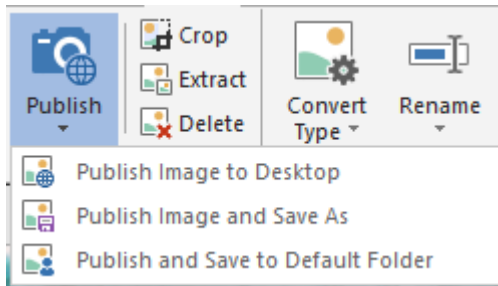 Publish
Crop
Extract
Delete
Convert
Type
Rename
Publish Image to Desktop
Publish Image and Save As
Publish and Save to Default Folder